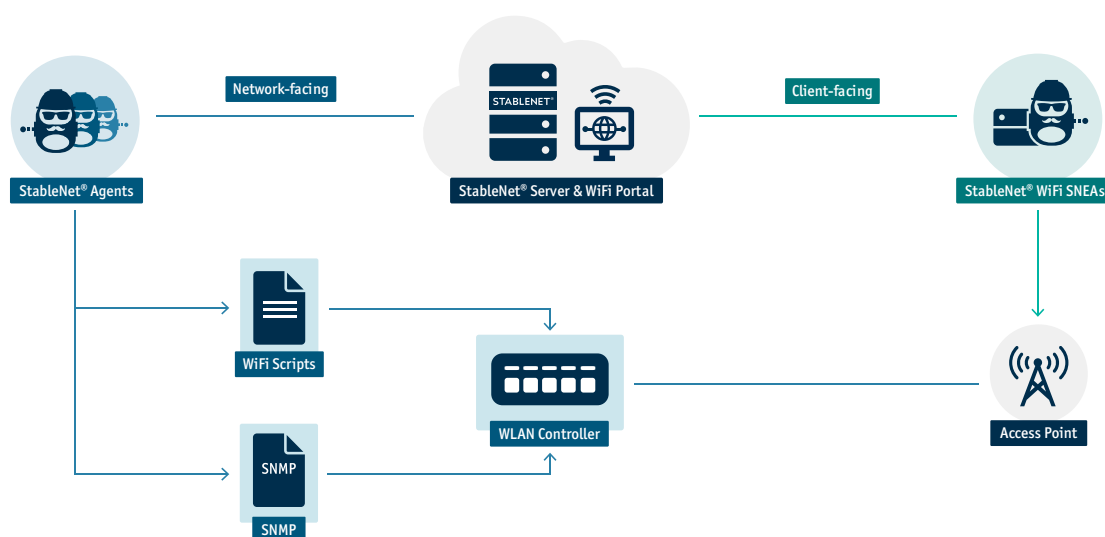 Network-facing
STABLENET®
Client-facing
StableNet® Agents
StableNet® Server & WiFi Portal
StableNet® WiFi SNEAs
WiFi Scripts
WLAN Controller
Access Point
SNMP
SNMP